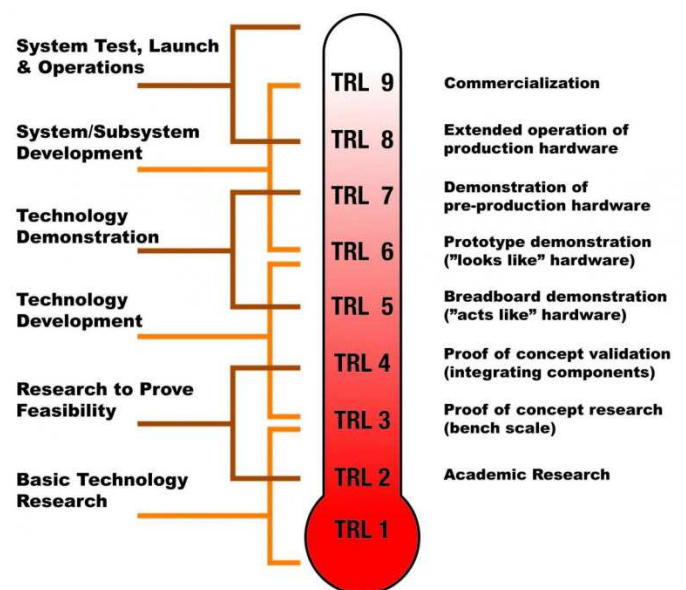 System Test, Launch
& Operations
System/Subsystem
Development
Technology
Demonstration
Technology
Development
Research to Prove
Feasibility
Basic Technology
Research
TRL 9
TRL 8
TRL 7
TRL 6
TRL 5
TRL 4
TRL 3
TRL 2
TRL 1
Commercialization
Extended operation of
production hardware
Demonstration of
pre-production hardware
Prototype demonstration
("looks like" hardware)
Breadboard demonstration
("acts like" hardware)
Proof of concept validation
(integrating components)
Proof of concept research
(bench scale)
Academic Research